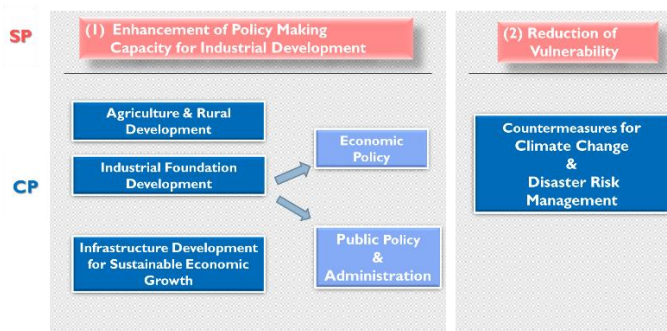 SP
(1) Enhancement of Policy Making
Capacity for Industrial Development
(2) Reduction of
Vulnerability
CP
Agriculture & Rural
Development
Industrial Foundation
Development
Infrastructure Development
for Sustainable Economic
Growth
Economic
Policy
Public Policy
&
Administration
Countermeasures for
Climate Change
&
Disaster Risk
Management